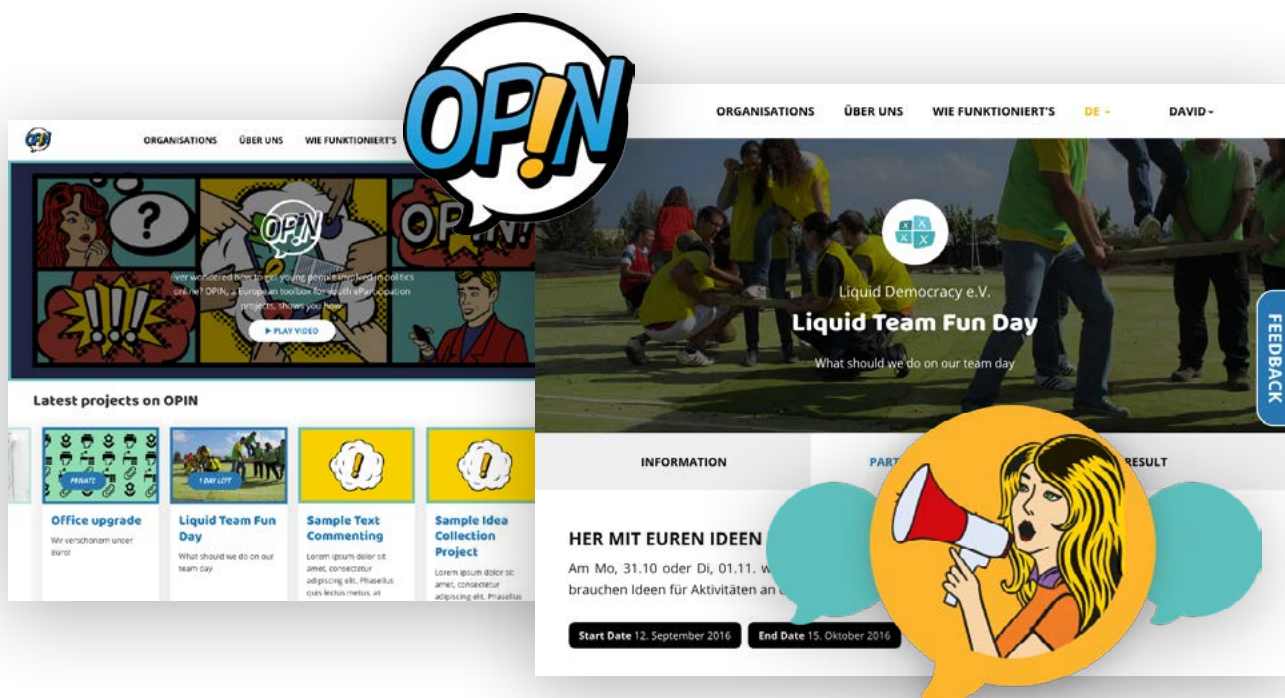 OP!N
ORGANISATIONS ÜBER UNS WIE FUNKTIONIERT'S
?
OP!N
OP!N
!!!
Ever wondered how to get young people involved in politics
online? OPIN, a European toolbox for youth eParticipation
projects, shows you how
PLAY VIDEO
Latest projects on OPIN
PRIVATE
Office upgrade
Wir verschönern unser
Büro!
1 DAY LEFT
Liquid Team Fun
Day
What should we do on our
team day
!
Sample Text
Commenting
Lorem ipsum dolor sit
amet, consectetur
adipiscing elit. Phasellus
quis lectus metus, at
!
Sample Idea
Collection
Project
Lorem ipsum dolor sit
amet, consectetur
adipiscing elit. Phasellus
OP!N
ORGANISATIONS ÜBER UNS WIE FUNKTIONIERT'S DE DAVID
X
X X
Liquid Democracy e.V.
Liquid Team Fun Day
What should we do on our team day
FEEDBACK
INFORMATION PART RESULT
HER MIT EUREN IDEEN
Am Mo, 31.10 oder Di, 01.11. w
brauchen Ideen für Aktivitäten an
Start Date 12. September 2016 End Date 15. Oktober 2016